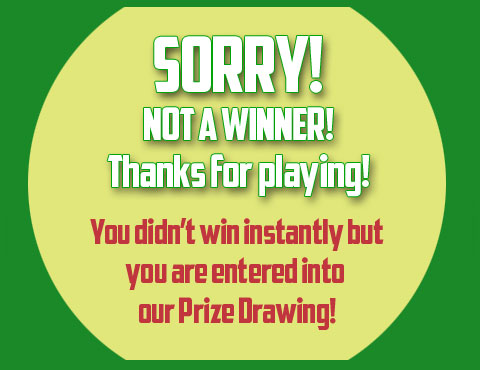 SORRY!
NOT A WINNER!
Thanks for playing!
You didn't win instantly but
you are entered into
our Prize Drawing!